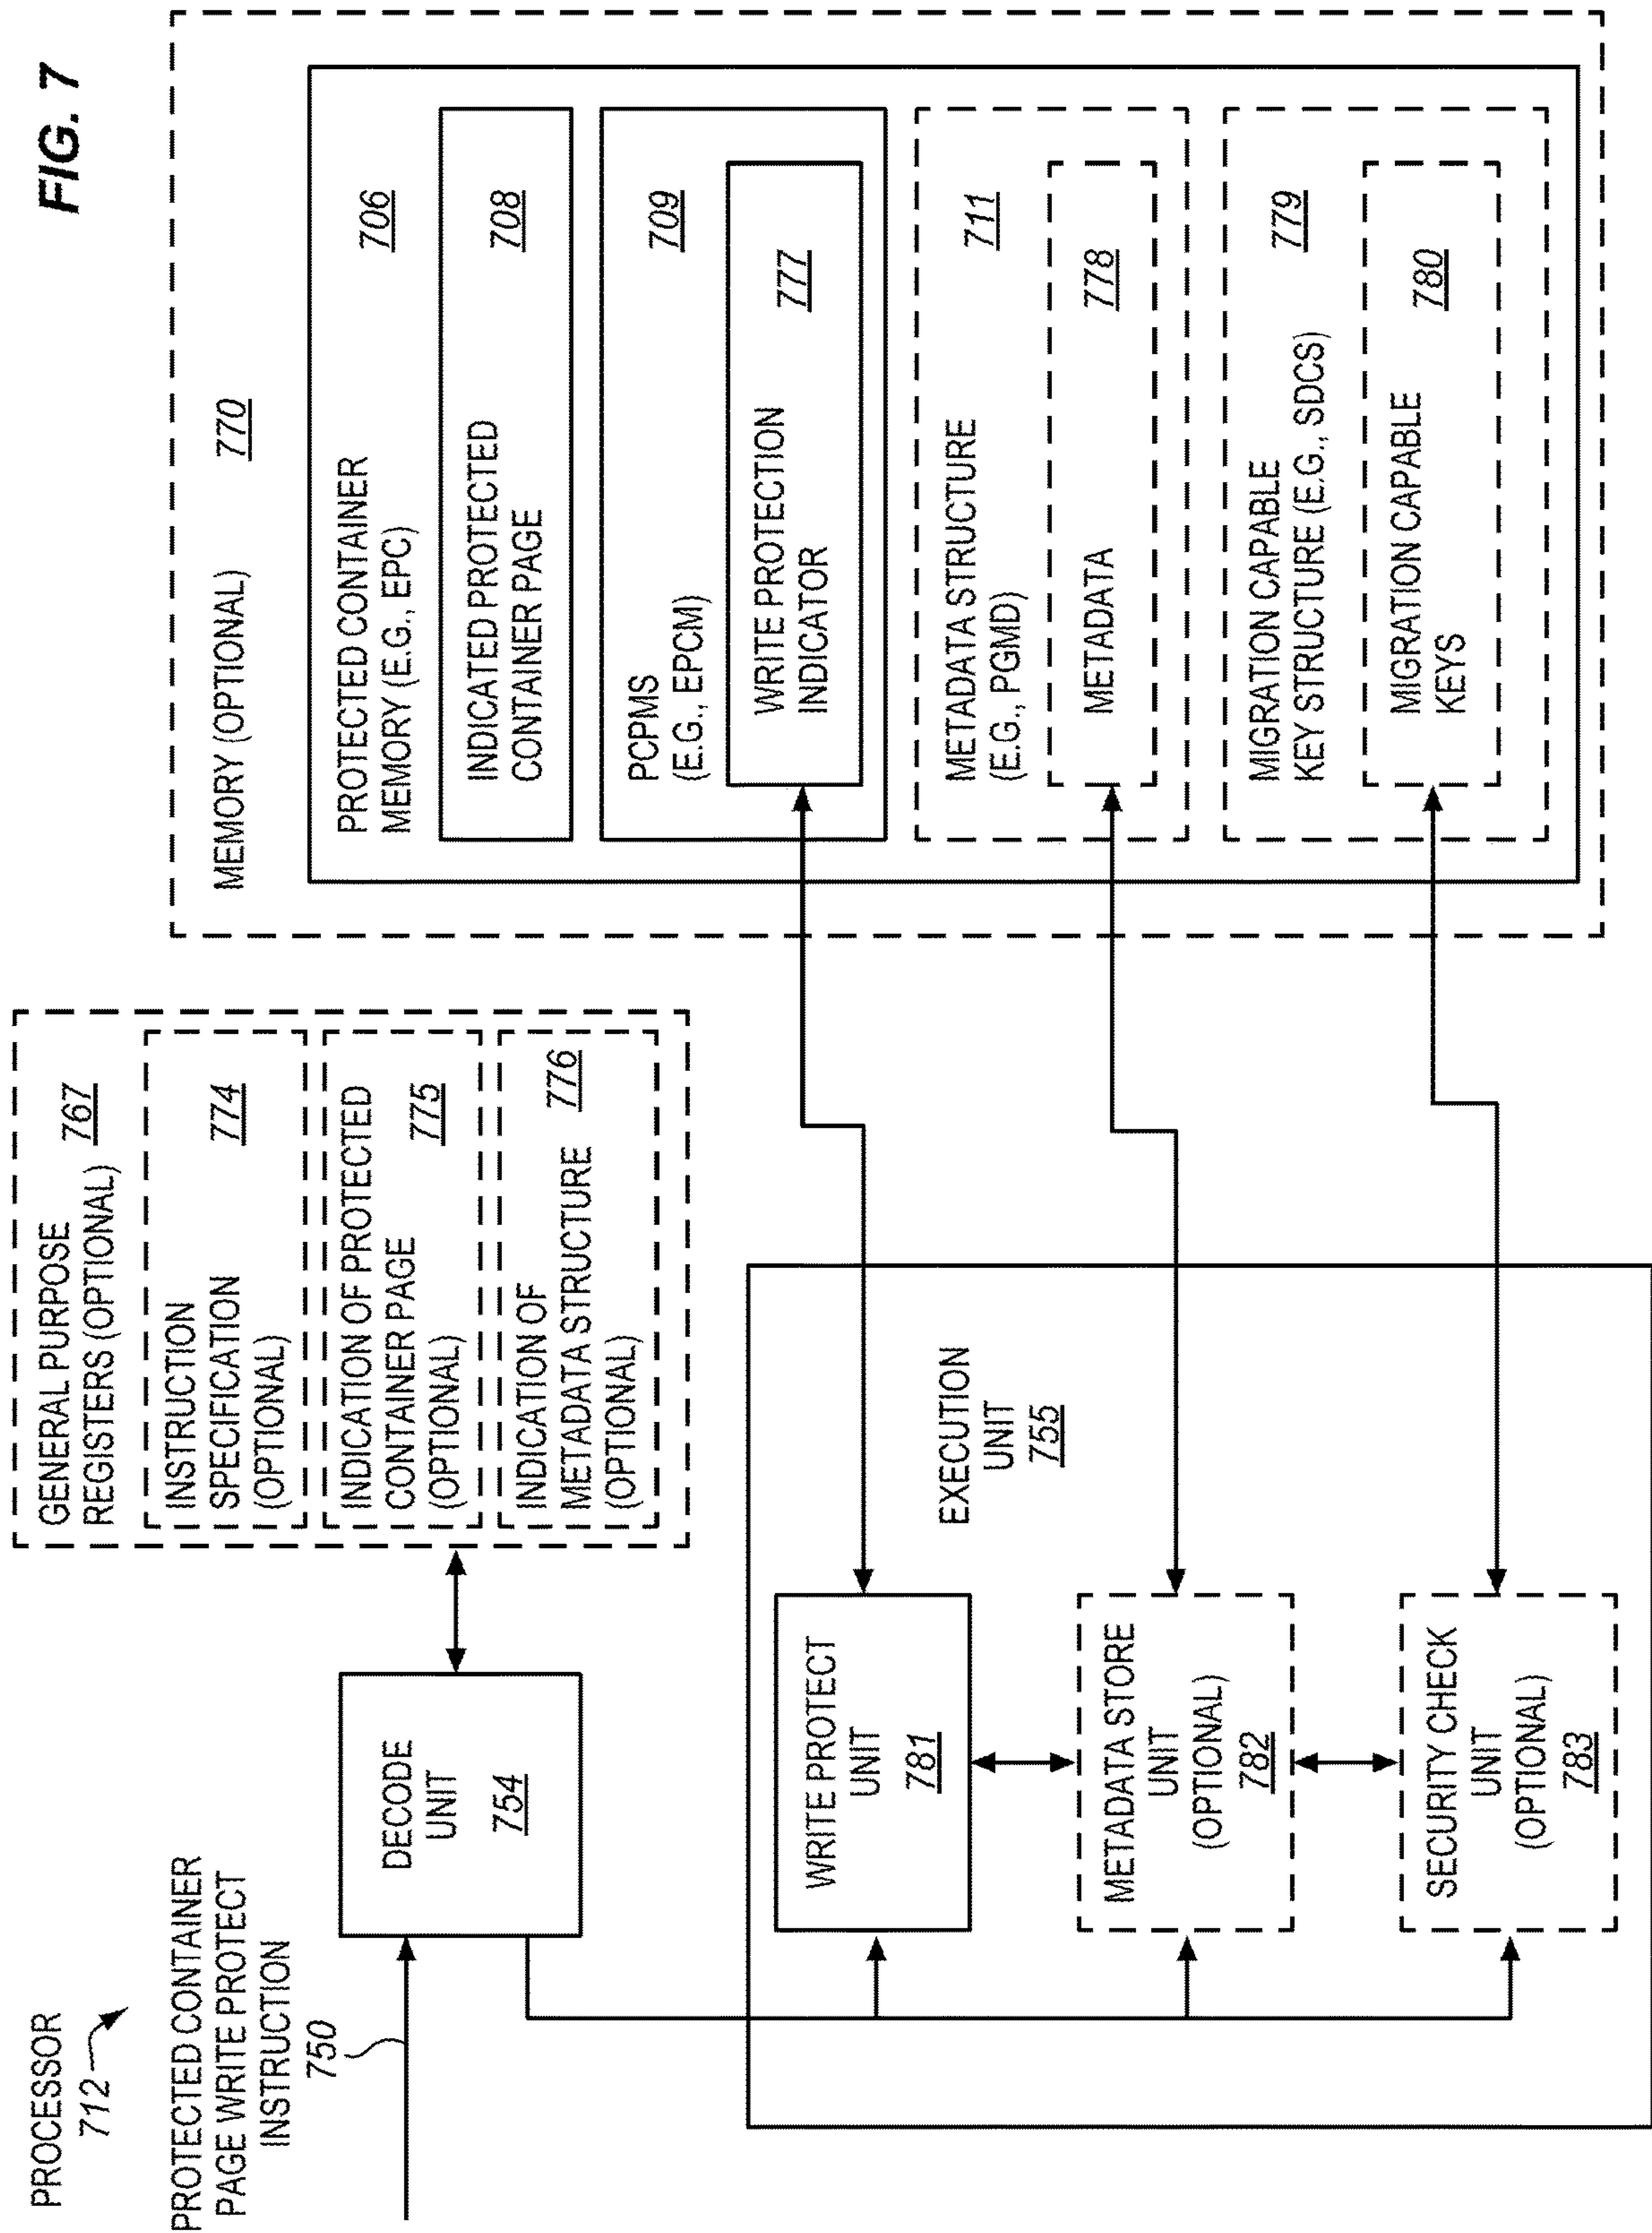 FIG. 7
PROCESSOR
712
PROTECTED CONTAINER
PAGE WRITE PROTECT
INSTRUCTION
750
DECODE
UNIT
754
GENERAL PURPOSE
REGISTERS (OPTIONAL)
767
INSTRUCTION
SPECIFICATION
(OPTIONAL)
774
INDICATION OF PROTECTED
CONTAINER PAGE
(OPTIONAL)
775
INDICATION OF
METADATA STRUCTURE
(OPTIONAL)
776
EXECUTION
UNIT
755
WRITE PROTECT
UNIT
781
METADATA STORE
UNIT
(OPTIONAL)
782
SECURITY CHECK
UNIT
(OPTIONAL)
783
MEMORY (OPTIONAL)
770
PROTECTED CONTAINER
MEMORY (E.G., EPC)
706
INDICATED PROTECTED
CONTAINER PAGE
708
PCPMS
(E.G., EPCM)
709
WRITE PROTECTION
INDICATOR
777
METADATA STRUCTURE
(E.G., PGMD)
711
METADATA
778
MIGRATION CAPABLE
KEY STRUCTURE (E.G., SDCS)
779
MIGRATION CAPABLE
KEYS
780